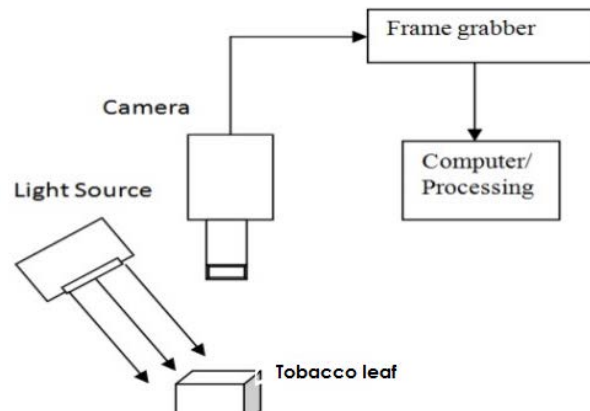 Frame grabber
Camera
Computer/
Processing
Light Source
Tobacco leaf